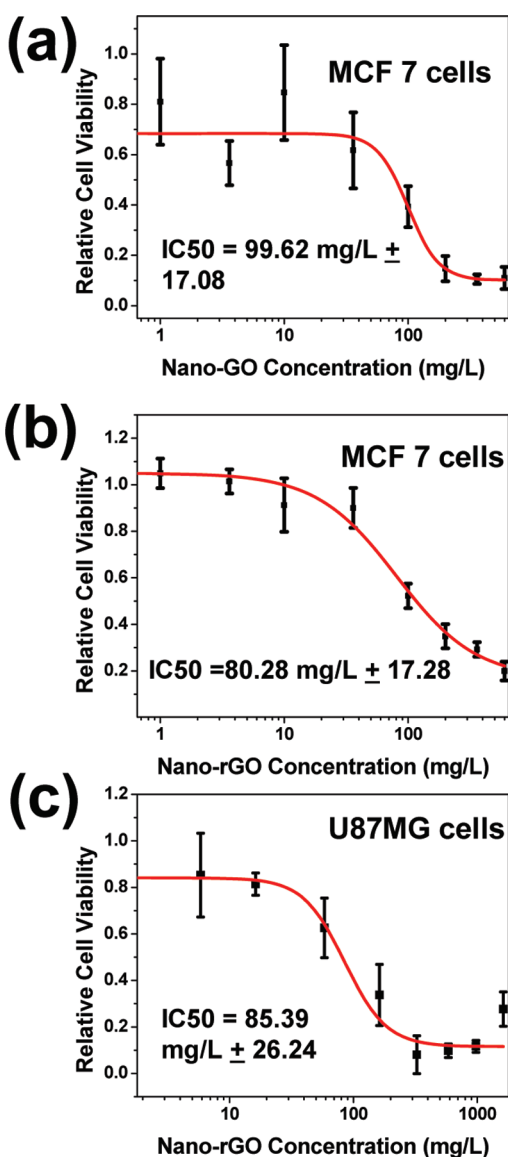 (a)
MCF 7 cells
Relative Cell Viability
1.0
0.8
0.6
0.4
0.2
0.0
IC50 = 99.62 mg/L ±
17.08
1
10
100
Nano-GO Concentration (mg/L)
(b)
MCF 7 cells
Relative Cell Viability
1.2
1.0
0.8
0.6
0.4
0.2
IC50 =80.28 mg/L ± 17.28
1
10
100
Nano-rGO Concentration (mg/L)
(c)
U87MG cells
Relative Cell Viability
1.2
1.0
0.8
0.6
0.4
0.2
0.0
IC50 = 85.39
mg/L ± 26.24
10
100
1000
Nano-rGO Concentration (mg/L)